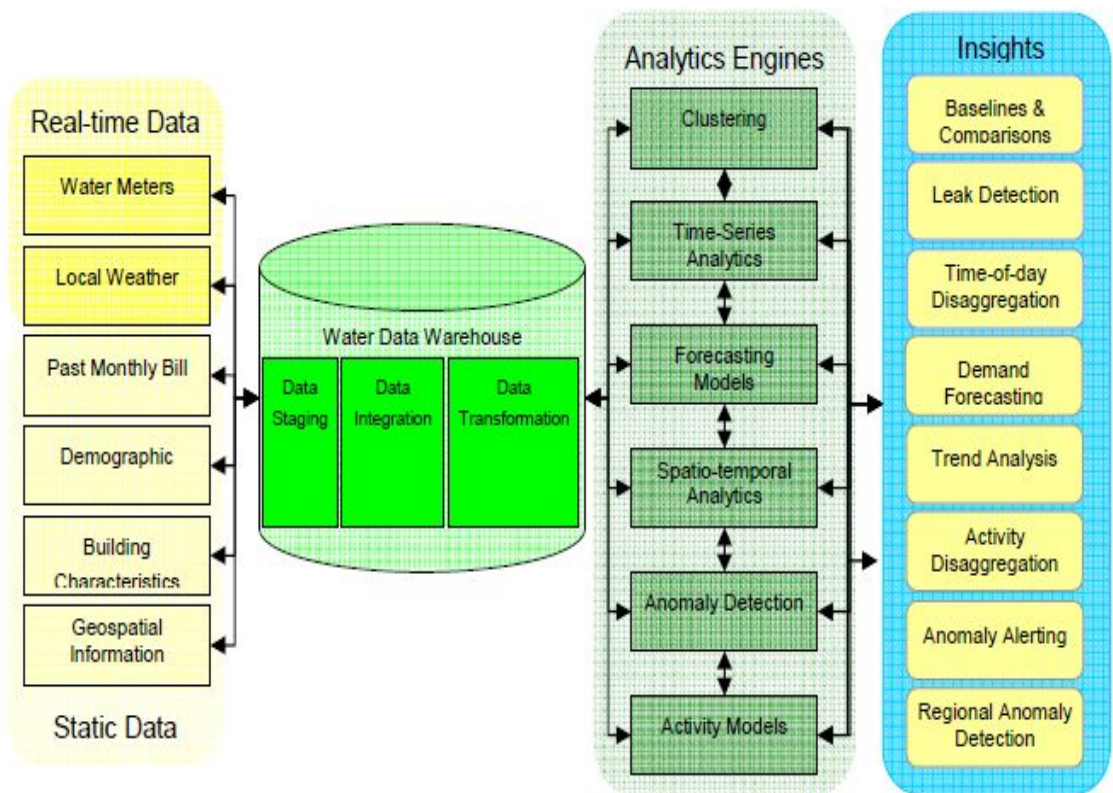 Real-time Data
Water Meters
Local Weather
Past Monthly Bill
Demographic
Building
Characteristics
Geospatial
Information
Static Data
Water Data Warehouse
Data
Staging
Data
Integration
Data
Transformation
Analytics Engines
Clustering
Time-Series
Analytics
Forecasting
Models
Spatio-temporal
Analytics
Anomaly Detection
Activity Models
Insights
Baselines &
Comparisons
Leak Detection
Time-of-day
Disaggregation
Demand
Forecasting
Trend Analysis
Activity
Disaggregation
Anomaly Alerting
Regional Anomaly
Detection